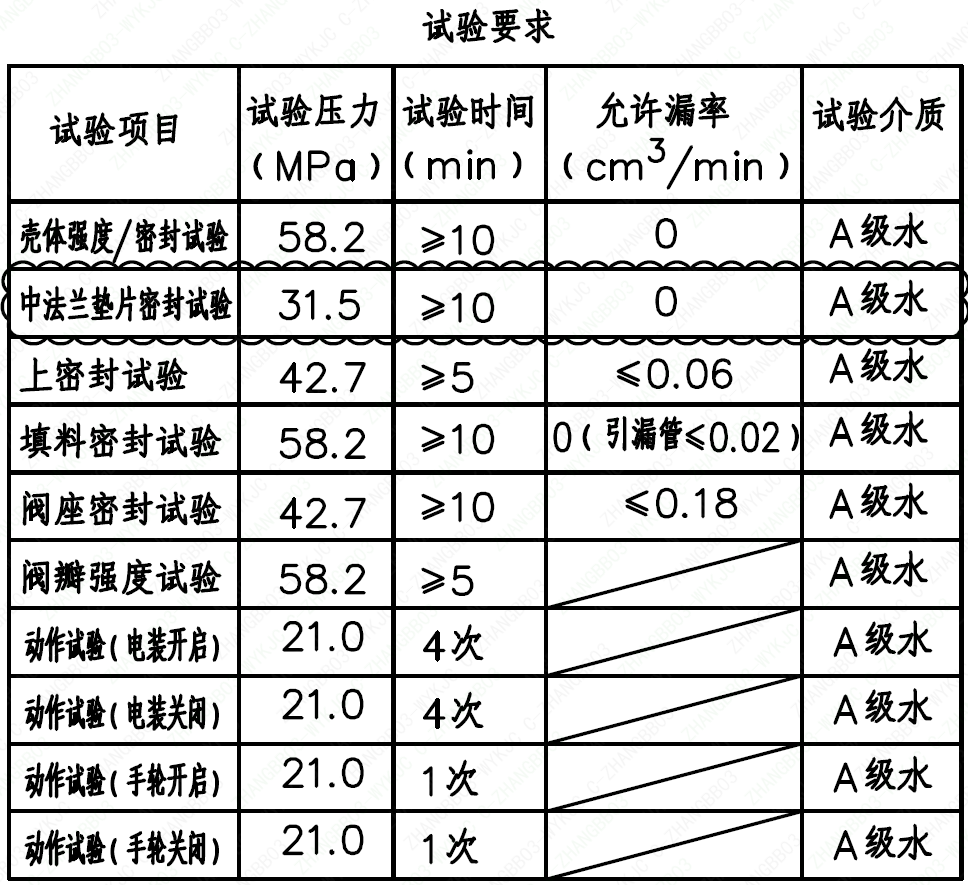 试验要求
试验项目 试验压力（MPa） 试验时间（min） 允许漏率（cm³/min） 试验介质
壳体强度/密封试验 58.2 ≥10 0 A级水
中法兰垫片密封试验 31.5 ≥10 0 A级水
上密封试验 42.7 ≥5 ≤0.06 A级水
填料密封试验 58.2 ≥10 0（引漏管≤0.02） A级水
阀座密封试验 42.7 ≥10 ≤0.18 A级水
阀瓣强度试验 58.2 ≥5 A级水
动作试验（电装开启） 21.0 4次 A级水
动作试验（电装关闭） 21.0 4次 A级水
动作试验（手轮开启） 21.0 1次 A级水
动作试验（手轮关闭） 21.0 1次 A级水